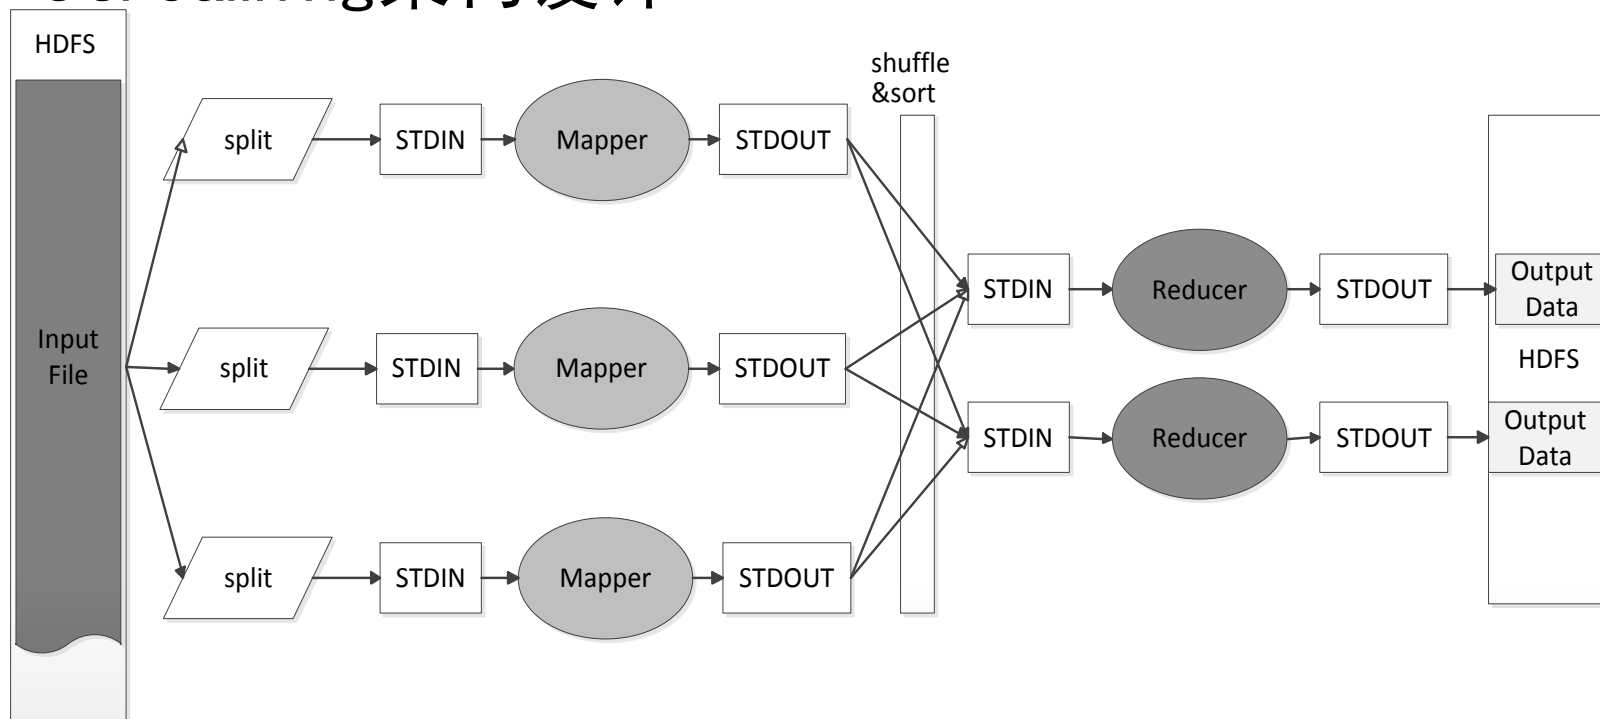 HDFS
Input
File
split
STDIN
Mapper
STDOUT
split
STDIN
Mapper
STDOUT
split
STDIN
Mapper
STDOUT
shuffle
&sort
STDIN
Reducer
STDOUT
Output
Data
HDFS
STDIN
Reducer
STDOUT
Output
Data